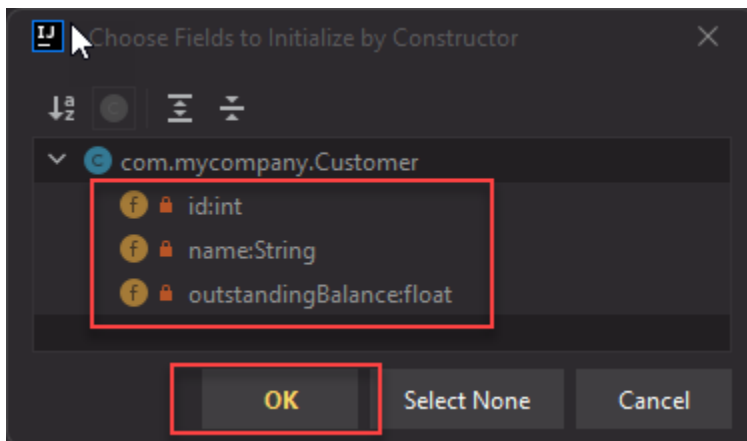 IJ Choose Fields to Initialize by Constructor
a
z
C
C com.mycompany.Customer
f id:int
f name:String
f outstandingBalance:float
OK Select None Cancel